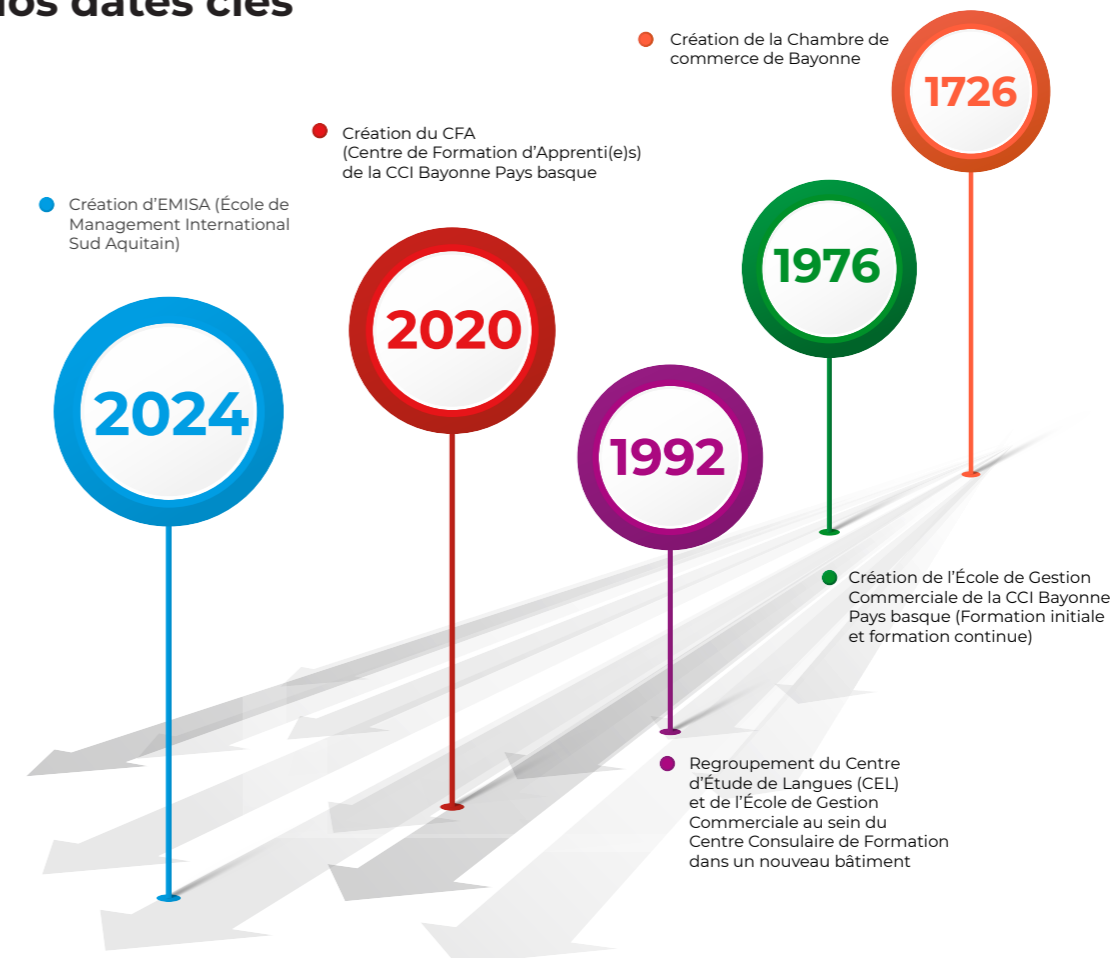 nos dates clés
Création de la Chambre de
commerce de Bayonne
1726
Création du CFA
(Centre de Formation d’Apprenti(e)s)
de la CCI Bayonne Pays basque
Création d’EMISA (École de
Management International
Sud Aquitain)
1976
2020
2024
1992
Création de l’École de Gestion
Commerciale de la CCI Bayonne
Pays basque (Formation initiale
et formation continue)
Regroupement du Centre
d’Étude de Langues (CEL)
et de l’École de Gestion
Commerciale au sein du
Centre Consulaire de Formation
dans un nouveau bâtiment